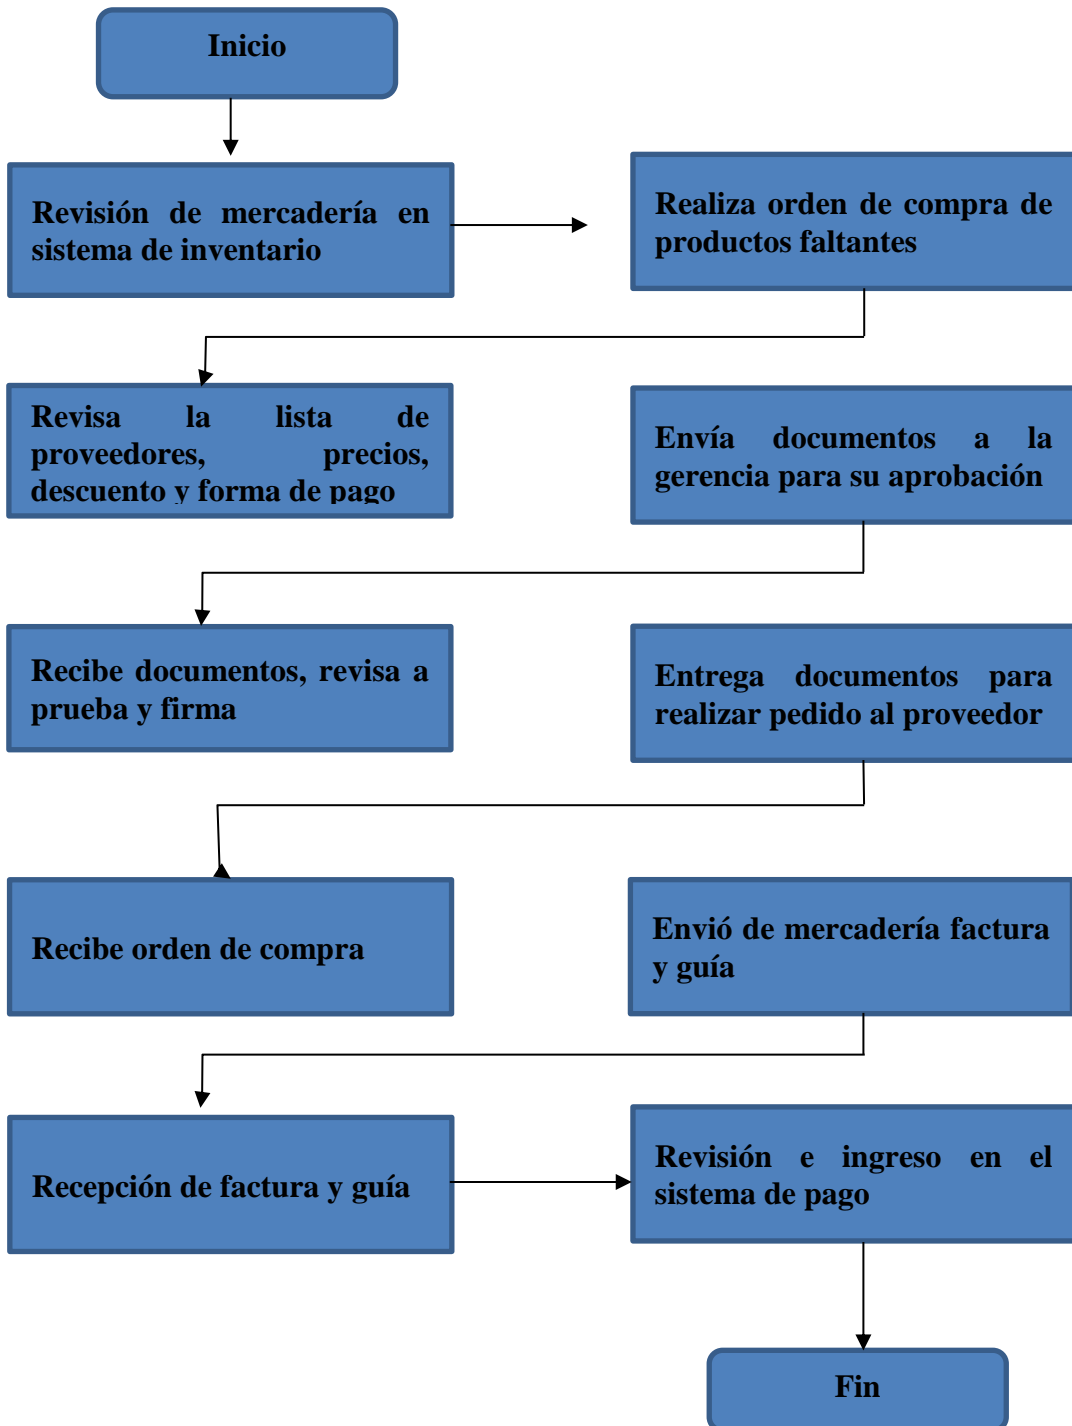 Inicio
Revisión de mercadería en
sistema de inventario
Realiza orden de compra de
productos faltantes
Revisa la lista de
proveedores, precios,
descuento y forma de pago
Envía documentos a la
gerencia para su aprobación
Recibe documentos, revisa a
prueba y firma
Entrega documentos para
realizar pedido al proveedor
Recibe orden de compra
Envió de mercadería factura
y guía
Recepción de factura y guía
Revisión e ingreso en el
sistema de pago
Fin